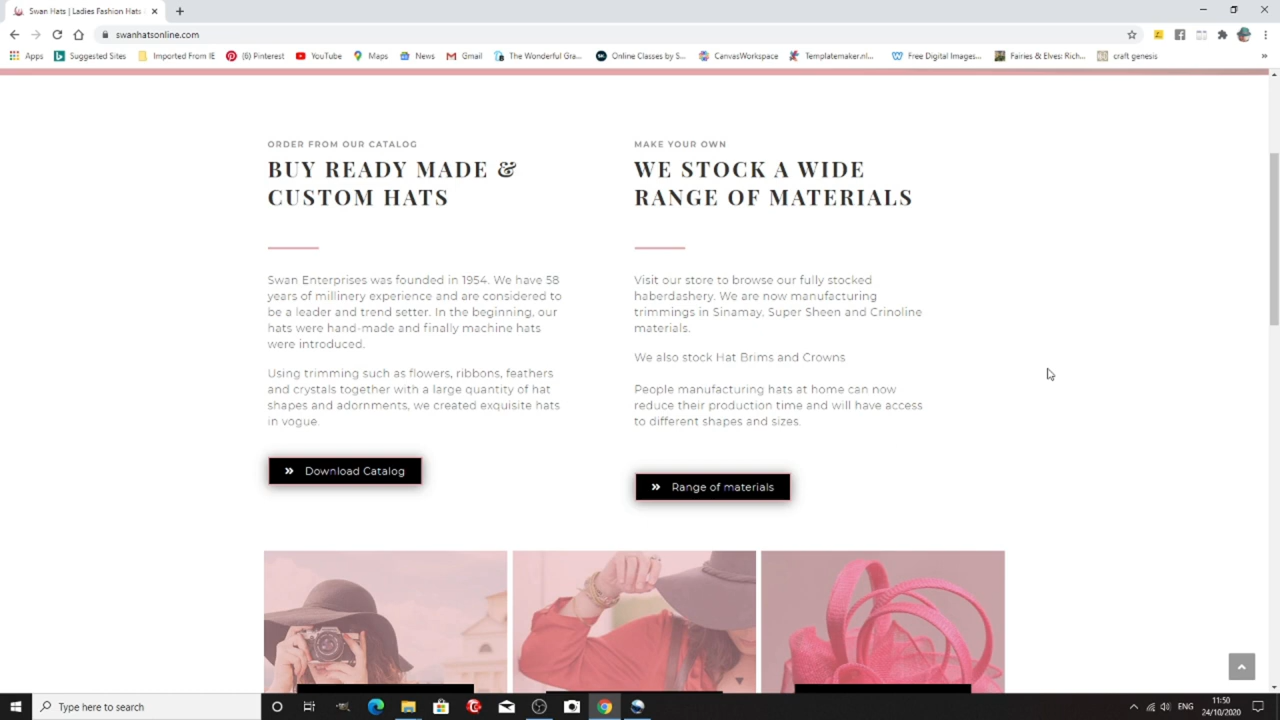 Swan Hats | Ladies Fashion Hats
swanhatsonline.com
Apps
Suggested Sites
Imported From IE
(6) Pinterest
YouTube
Maps
News
Gmail
The Wonderful Gra...
Online Classes by S...
CanvasWorkspace
Templatemaker.nl...
Free Digital Images...
Fairies & Elves: Rich...
craft genesis
ORDER FROM OUR CATALOG
BUY READY MADE &
CUSTOM HATS
Swan Enterprises was founded in 1954. We have 58
years of millinery experience and are considered to
be a leader and trend setter. In the beginning, our
hats were hand-made and finally machine hats
were introduced.
Using trimming such as flowers, ribbons, feathers
and crystals together with a large quantity of hat
shapes and adornments, we created exquisite hats
in vogue.
Download Catalog
MAKE YOUR OWN
WE STOCK A WIDE
RANGE OF MATERIALS
Visit our store to browse our fully stocked
haberdashery. We are now manufacturing
trimmings in Sinamay, Super Sheen and Crinoline
materials.
We also stock Hat Brims and Crowns
People manufacturing hats at home can now
reduce their production time and will have access
to different shapes and sizes.
Range of materials
Type here to search
ENG
11:50
24/10/2020